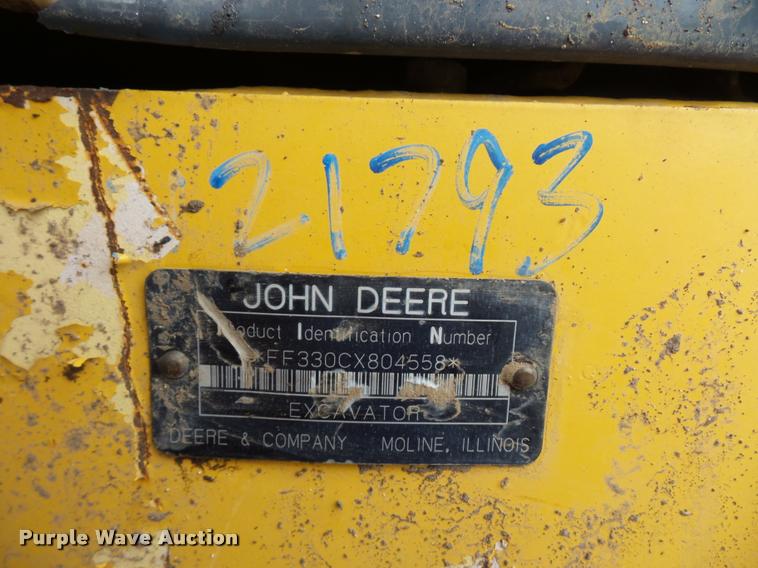 21793
JOHN DEERE
Product Identification Number
*FF330CX804558*
EXCAVATOR
DEERE & COMPANY MOLINE, ILLINOIS
Purple Wave Auction